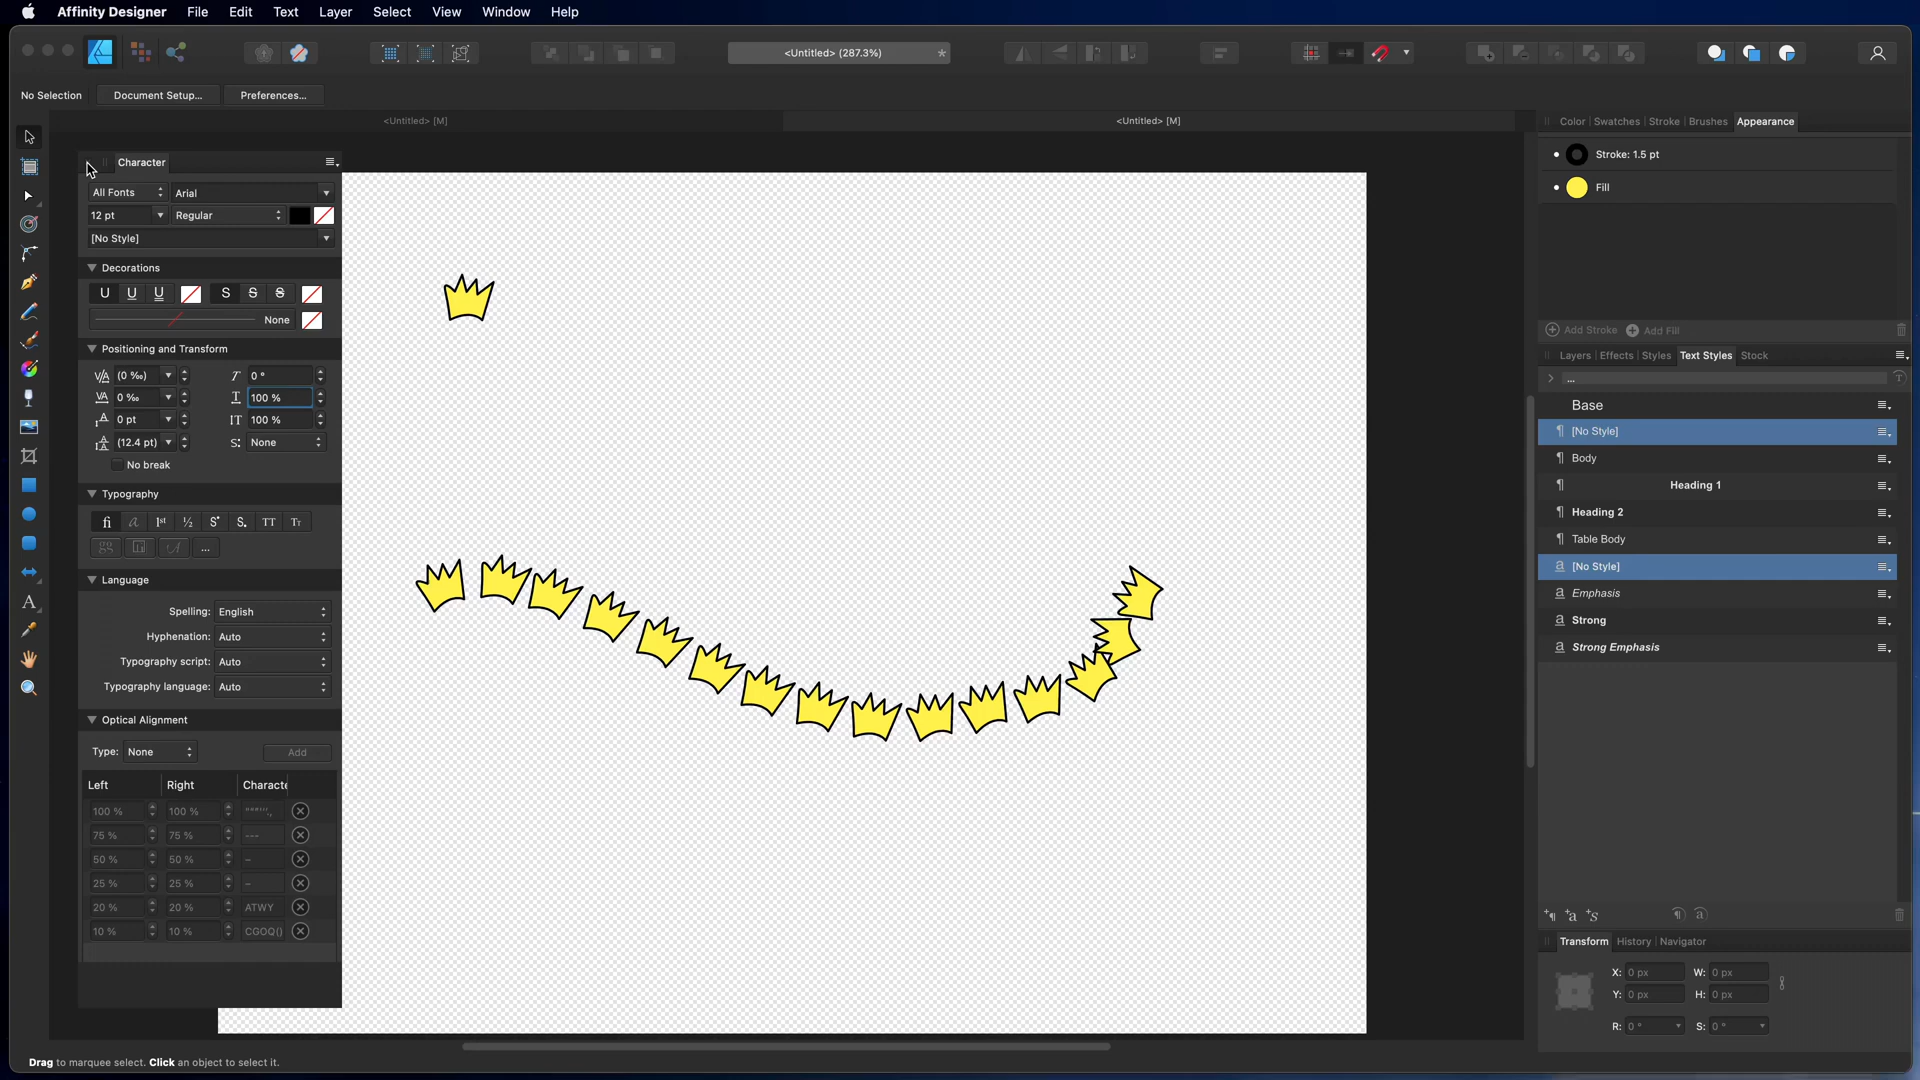 Affinity Designer File Edit Text Layer Select View Window Help
<Untitled> (287.3%) *
No Selection Document Setup... Preferences...
<Untitled> [M] <Untitled> [M]
Color Swatches Stroke Brushes Appearance
Character
Stroke: 1.5 pt
All Fonts Arial
Fill
12 pt Regular
[No Style]
Decorations
U U U S S S
None
Add Stroke Add Fill
Positioning and Transform
Layers Effects Styles Text Styles Stock
(0 ‰) 0 °
...
0 ‰ 100 %
Base
0 pt 100 %
[No Style]
(12.4 pt) None
Body
No break
Heading 1
Typography
Heading 2
fi a 1st ½ S S TT Tr
Table Body
...
[No Style]
Language
Emphasis
Spelling: English
Strong
Hyphenation: Auto
Strong Emphasis
Typography script: Auto
Typography language: Auto
Optical Alignment
Type: None Add
Left Right Characte
100 % 100 %
75 % 75 % ---
50 % 50 % –
25 % 25 % –
20 % 20 % ATWY
10 % 10 % CGOQ()
Transform History Navigator
X: 0 px W: 0 px
Y: 0 px H: 0 px
R: 0 ° S: 0 °
Drag to marquee select. Click an object to select it.